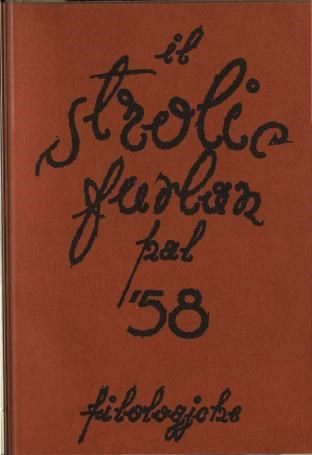 il
strolic
furlan
pal
'58
filologjche